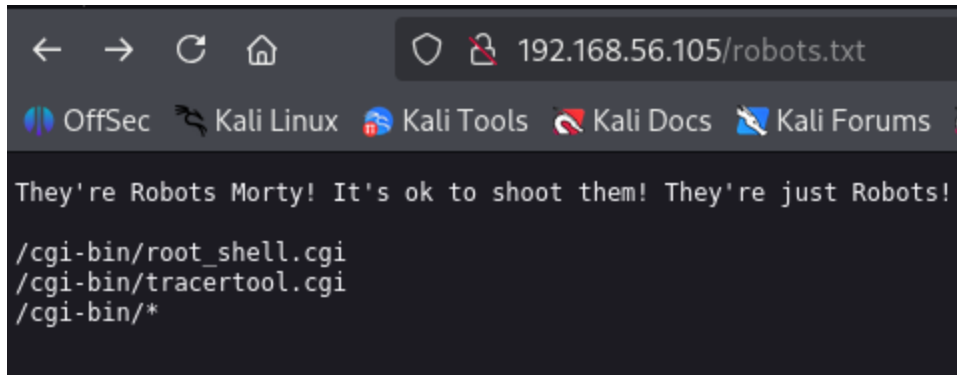 192.168.56.105/robots.txt
OffSec Kali Linux 11 Kali Tools Kali Docs Kali Forums
They're Robots Morty! It's ok to shoot them! They're just Robots!
/cgi-bin/root_shell.cgi
/cgi-bin/tracertool.cgi
/cgi-bin/*